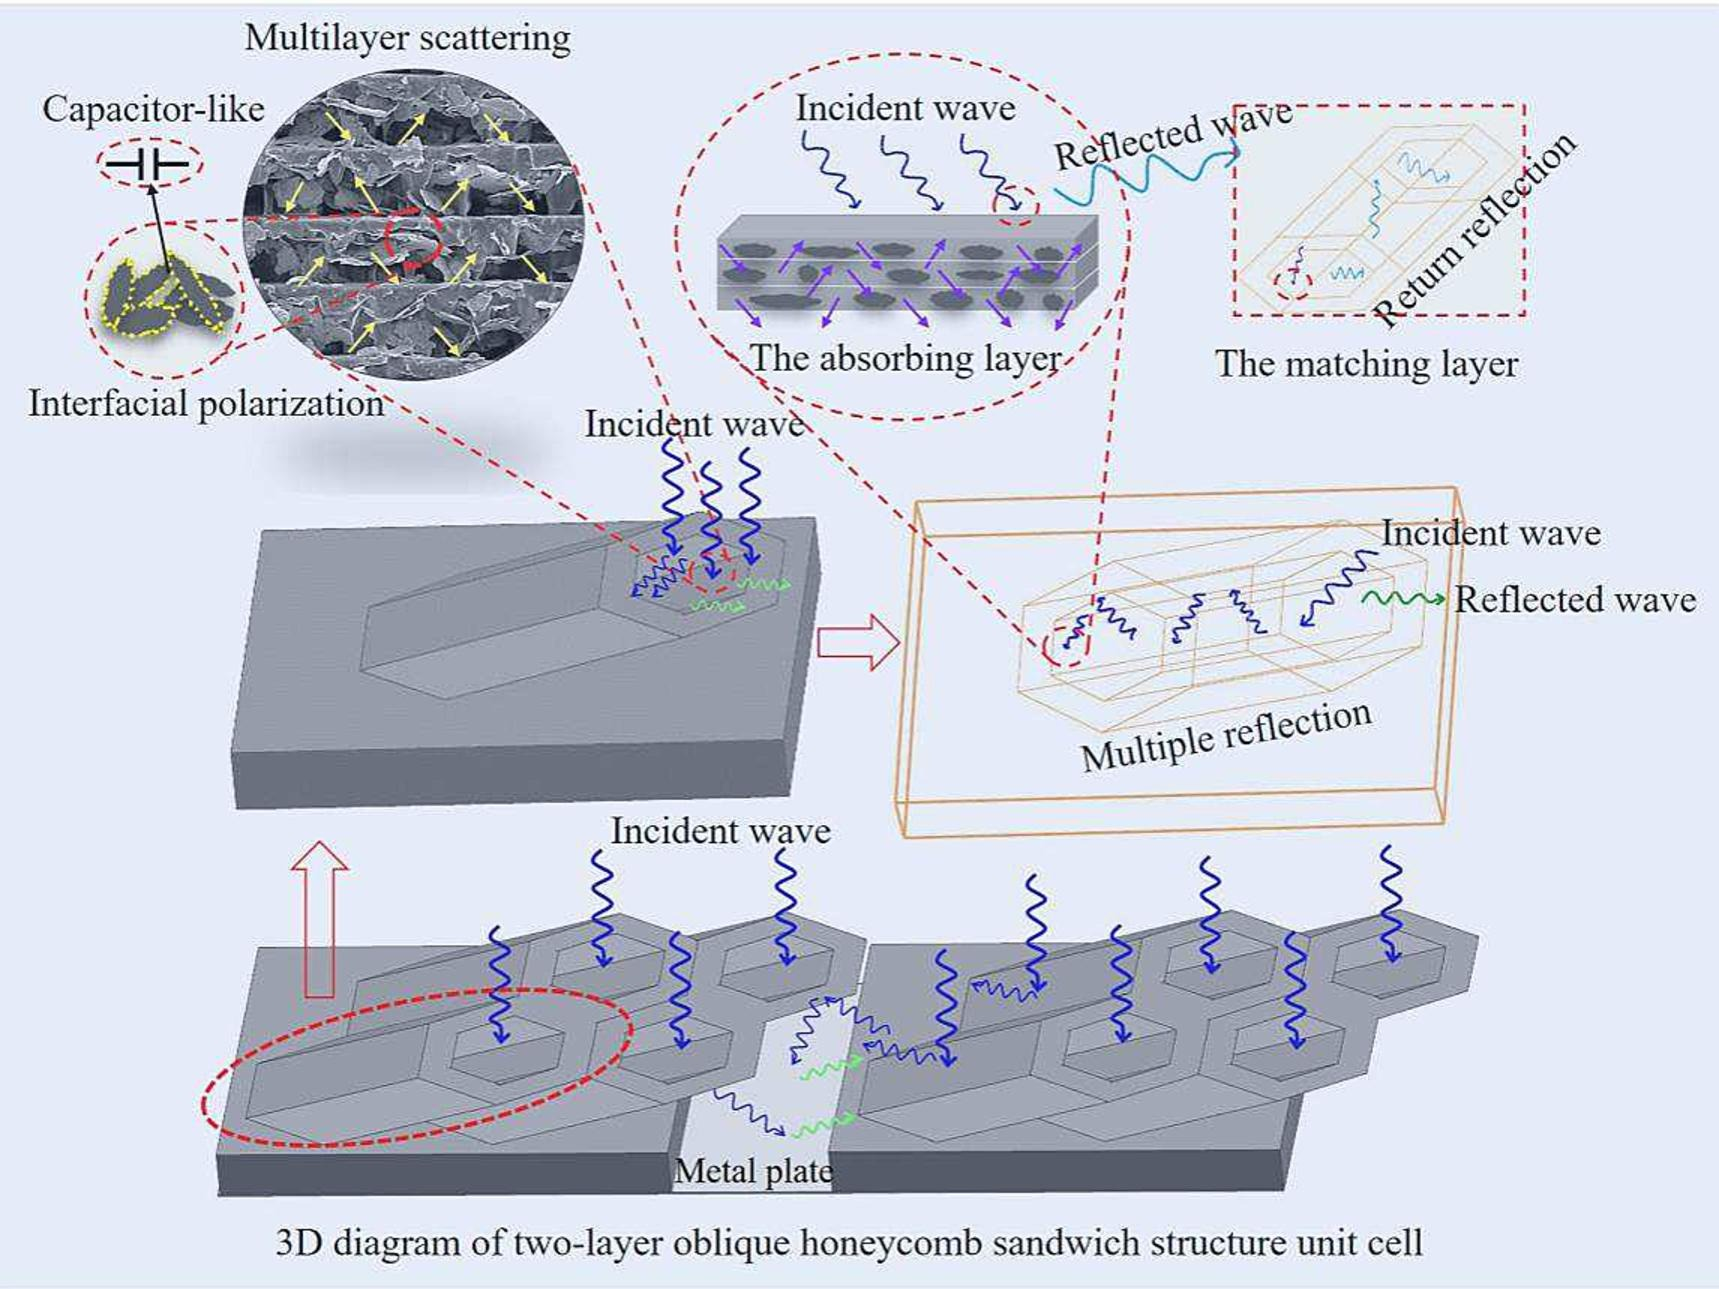 Multilayer scattering
Capacitor-like
Interfacial polarization
Incident wave
Reflected wave
The absorbing layer
Return reflection
The matching layer
Incident wave
Incident wave
Reflected wave
Multiple reflection
Incident wave
Metal plate
3D diagram of two-layer oblique honeycomb sandwich structure unit cell